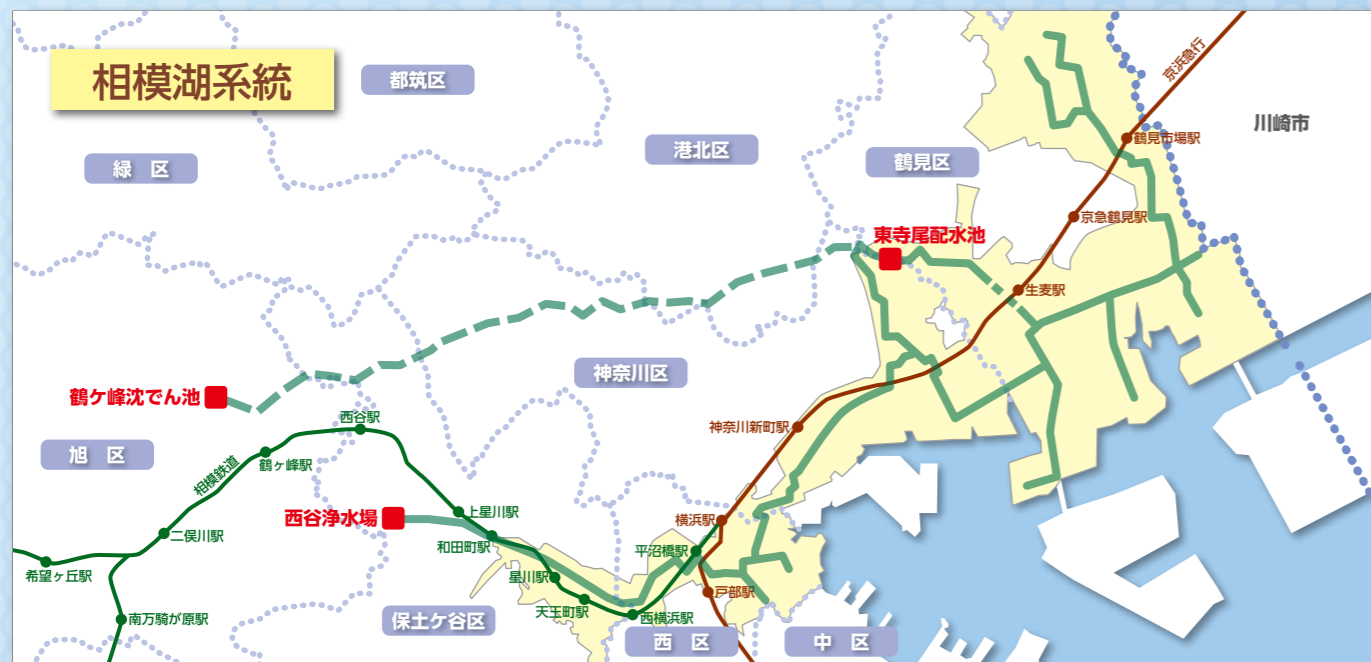 相模湖系統
都筑区
緑 区
港北区
鶴見区
川崎市
京浜急行
鶴見市場駅
京急鶴見駅
東寺尾配水池
生麦駅
神奈川区
鶴ケ峰沈でん池
西谷駅
神奈川新町駅
旭 区
鶴ヶ峰駅
相模鉄道
西谷浄水場
上星川駅
横浜駅
二俣川駅
和田町駅
平沼橋駅
希望ヶ丘駅
星川駅
戸部駅
天王町駅
南万騎が原駅
保土ケ谷区
西横浜駅
西 区
中 区